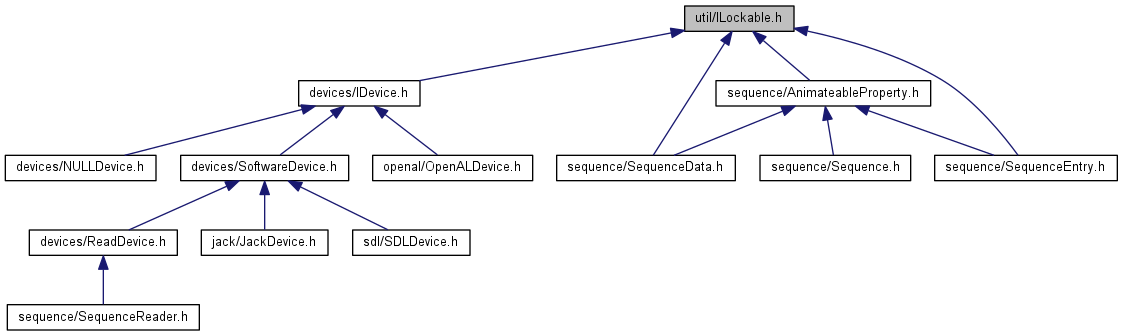 util/ILockable.h
devices/IDevice.h
sequence/AnimateableProperty.h
devices/NULLDevice.h
devices/SoftwareDevice.h
openal/OpenALDevice.h
sequence/SequenceData.h
sequence/Sequence.h
sequence/SequenceEntry.h
devices/ReadDevice.h
jack/JackDevice.h
sdl/SDLDevice.h
sequence/SequenceReader.h